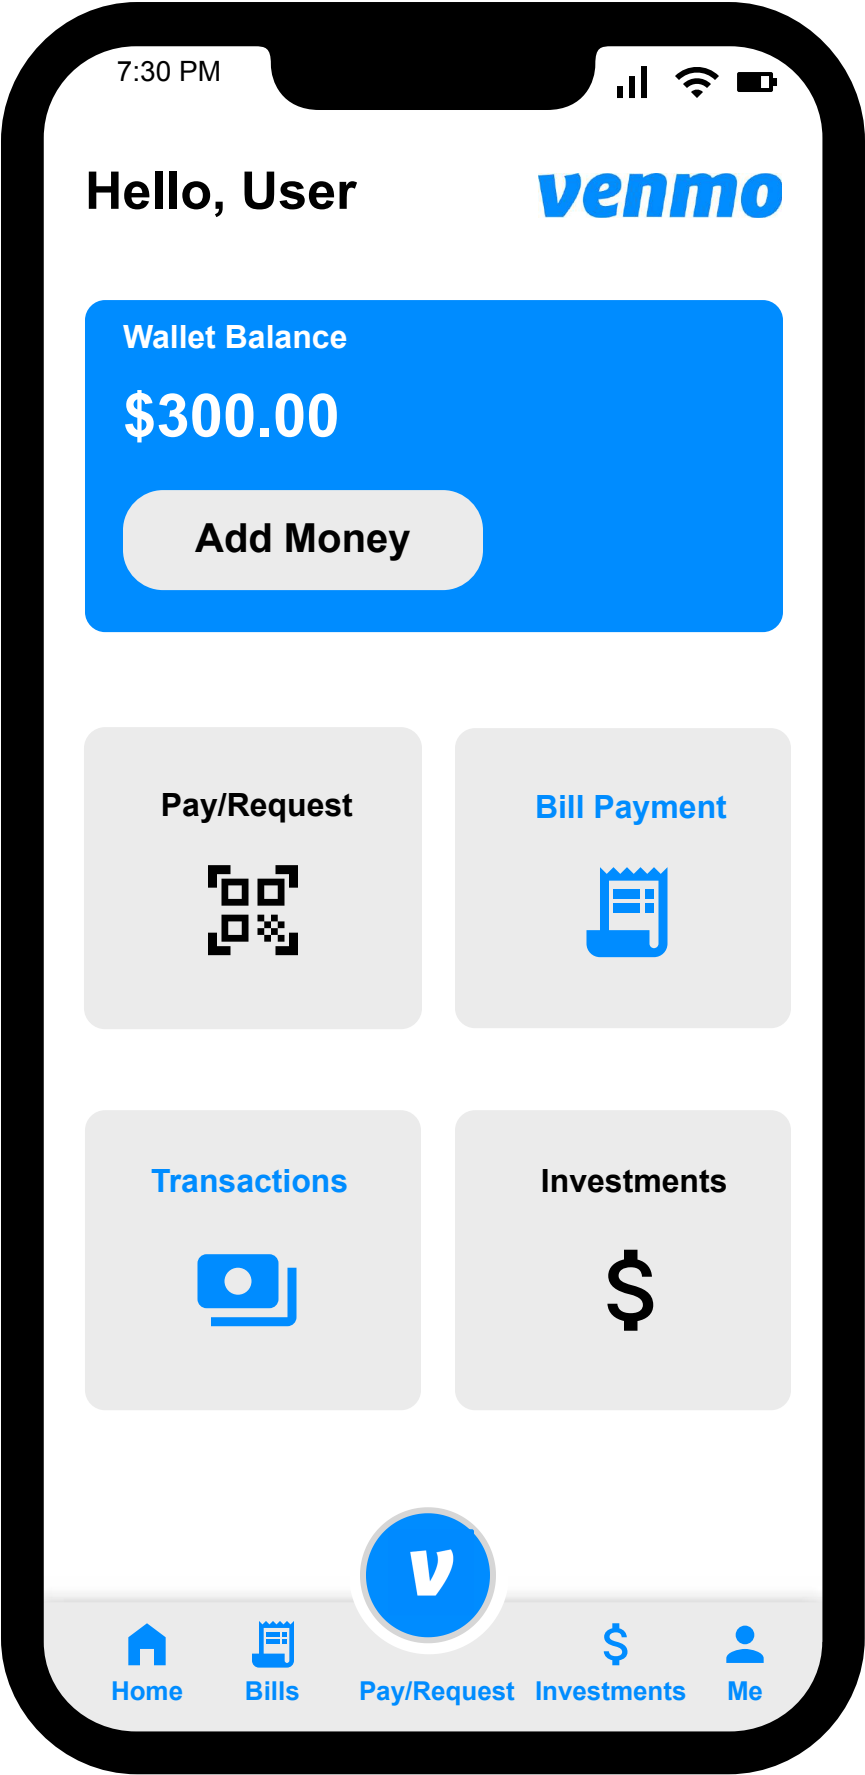 7:30 PM
Hello, User
venmo
Wallet Balance
$300.00
Add Money
Pay/Request
Bill Payment
Transactions
Investments
$
v
$
Home
Bills
Pay/Request
Investments
Me